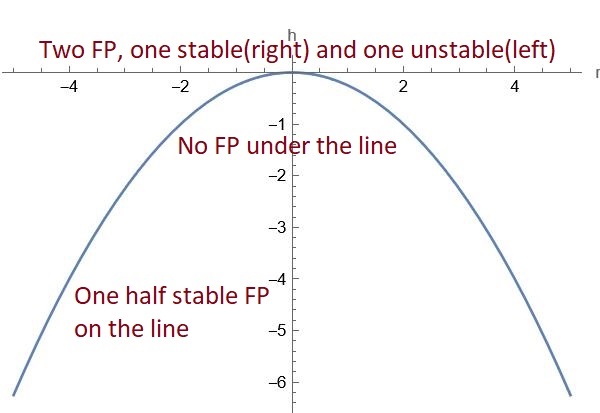 h
Two FP, one stable(right) and one unstable(left)
r
−4 −2 2 4
−1
No FP under the line
−2
−3
−4
One half stable FP
on the line
−5
−6